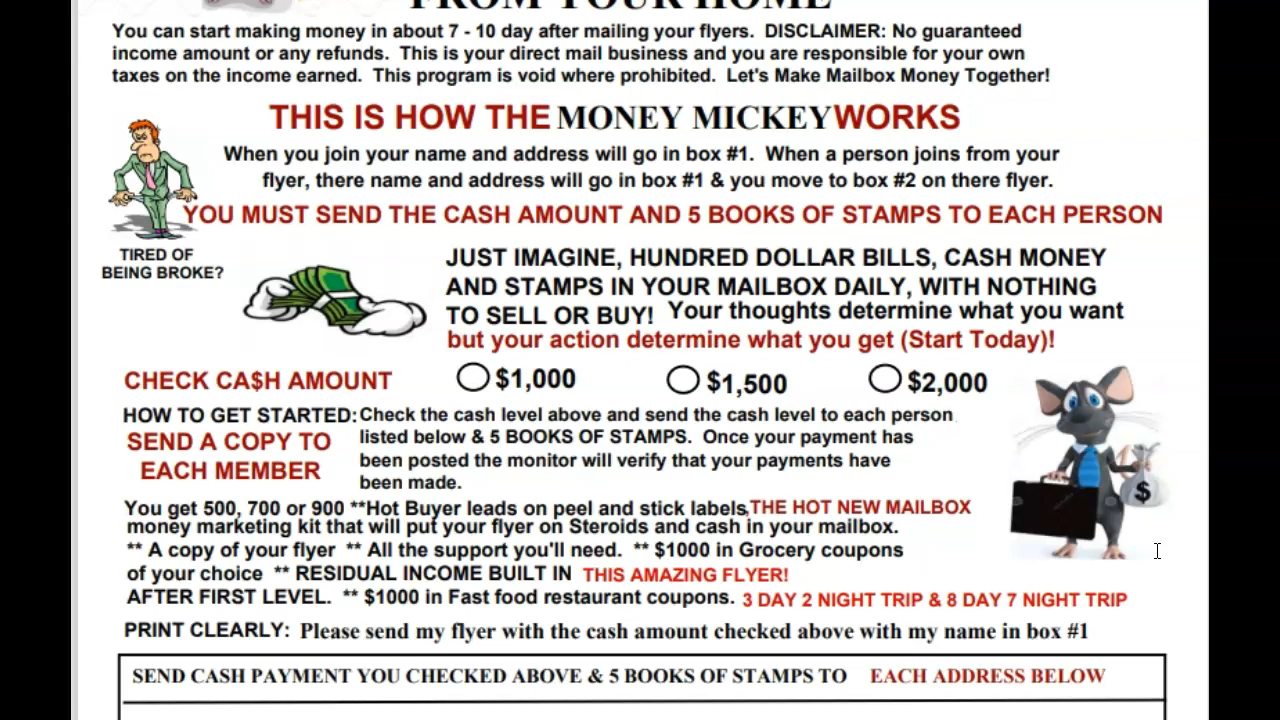 FROM YOUR HOME
You can start making money in about 7 - 10 day after mailing your flyers. DISCLAIMER: No guaranteed
income amount or any refunds. This is your direct mail business and you are responsible for your own
taxes on the income earned. This program is void where prohibited. Let's Make Mailbox Money Together!
THIS IS HOW THE MONEY MICKEY WORKS
When you join your name and address will go in box #1. When a person joins from your
flyer, there name and address will go in box #1 & you move to box #2 on there flyer.
YOU MUST SEND THE CASH AMOUNT AND 5 BOOKS OF STAMPS TO EACH PERSON
TIRED OF
BEING BROKE?
JUST IMAGINE, HUNDRED DOLLAR BILLS, CASH MONEY
AND STAMPS IN YOUR MAILBOX DAILY, WITH NOTHING
TO SELL OR BUY! Your thoughts determine what you want
but your action determine what you get (Start Today)!
CHECK CA$H AMOUNT $1,000 $1,500 $2,000
HOW TO GET STARTED: Check the cash level above and send the cash level to each person
SEND A COPY TO listed below & 5 BOOKS OF STAMPS. Once your payment has
EACH MEMBER been posted the monitor will verify that your payments have
been made.
$
You get 500, 700 or 900 **Hot Buyer leads on peel and stick labels, THE HOT NEW MAILBOX
money marketing kit that will put your flyer on Steroids and cash in your mailbox.
** A copy of your flyer ** All the support you'll need. ** $1000 in Grocery coupons
of your choice ** RESIDUAL INCOME BUILT IN THIS AMAZING FLYER!
AFTER FIRST LEVEL. ** $1000 in Fast food restaurant coupons. 3 DAY 2 NIGHT TRIP & 8 DAY 7 NIGHT TRIP
PRINT CLEARLY: Please send my flyer with the cash amount checked above with my name in box #1
SEND CASH PAYMENT YOU CHECKED ABOVE & 5 BOOKS OF STAMPS TO EACH ADDRESS BELOW